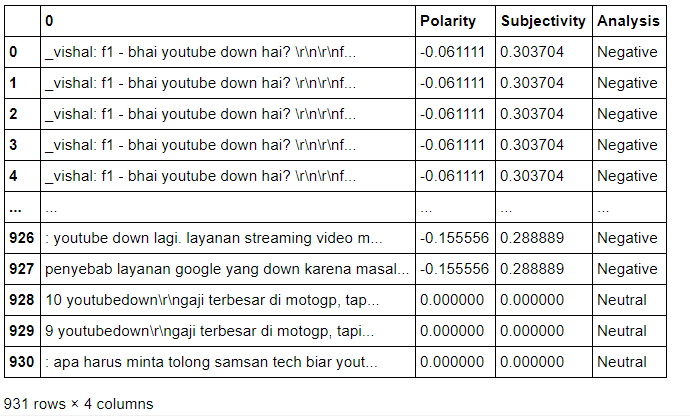 0 Polarity Subjectivity Analysis
0 _vishal: f1 - bhai youtube down hai? \r\n\r\nf... -0.061111 0.303704 Negative
1 _vishal: f1 - bhai youtube down hai? \r\n\r\nf... -0.061111 0.303704 Negative
2 _vishal: f1 - bhai youtube down hai? \r\n\r\nf... -0.061111 0.303704 Negative
3 _vishal: f1 - bhai youtube down hai? \r\n\r\nf... -0.061111 0.303704 Negative
4 _vishal: f1 - bhai youtube down hai? \r\n\r\nf... -0.061111 0.303704 Negative
... ... ... ... ...
926 : youtube down lagi. layanan streaming video m... -0.155556 0.288889 Negative
927 penyebab layanan google yang down karena masal... -0.155556 0.288889 Negative
928 10 youtubedown\r\ngaji terbesar di motogp, tap... 0.000000 0.000000 Neutral
929 9 youtubedown\r\ngaji terbesar di motogp, tapi... 0.000000 0.000000 Neutral
930 : apa harus minta tolong samsan tech biar yout... 0.000000 0.000000 Neutral
931 rows × 4 columns